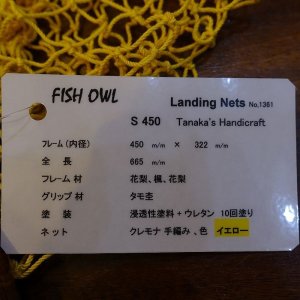 FISH OWL
Landing Nets No.1361
S 450 Tanaka's Handicraft
フレーム（内径） 450 m/m × 322 m/m
全 長 665 m/m
フレーム 材 花梨、楓、花梨
グリップ 材 タモ杢
塗 装 浸透性塗料 + ウレタン 10回塗り
ネット クレモナ 手編み 、色 イエロー